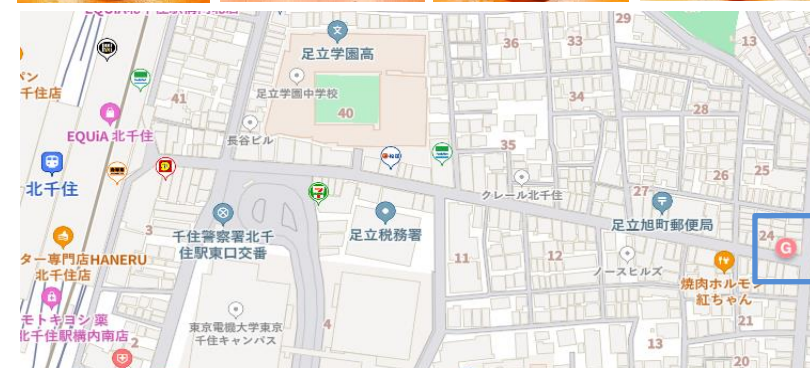 EQUiA 北千住
29
足立学園高
36
33
13
パン
千住店
足立学園中学校
41
34
40
28
EQUiA 北千住
長谷ビル
35
25
北千住
26
クレール北千住
27
足立旭町郵便局
3
千住警察署北千
住駅東口交番
足立税務署
24
G
ター専門店HANERU
北千住店
11
12
ノースヒルズ
焼肉ホルモン
紅ちゃん
モトキヨシ 薬
北千住駅構内南店
東京電機大学東京
千住キャンパス
4
21
2
13
20